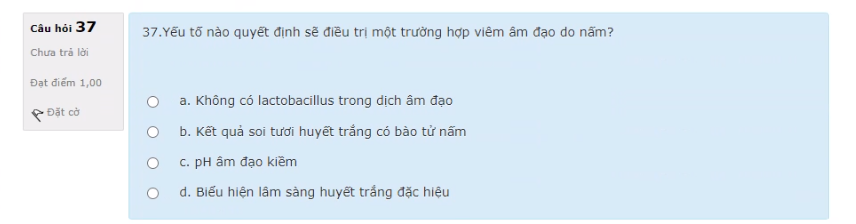 Câu hỏi 37
Chưa trả lời
Đạt điểm 1,00
Đặt cờ
37.Yếu tố nào quyết định sẽ điều trị một trường hợp viêm âm đạo do nấm?
a. Không có lactobacillus trong dịch âm đạo
b. Kết quả soi tươi huyết trắng có bào tử nấm
c. pH âm đạo kiềm
d. Biểu hiện lâm sàng huyết trắng đặc hiệu